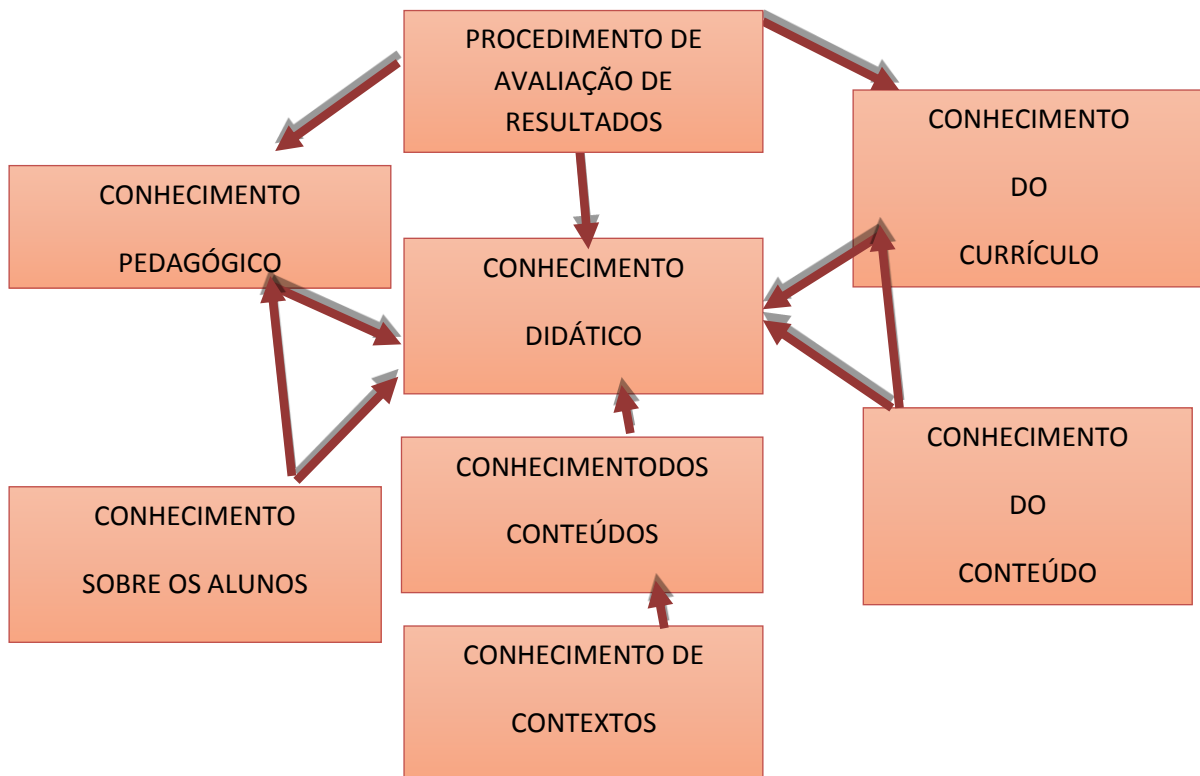 PROCEDIMENTO DE
AVALIAÇÃO DE
RESULTADOS
CONHECIMENTO
DO
CURRÍCULO
CONHECIMENTO
PEDAGÓGICO
CONHECIMENTO
DIDÁTICO
CONHECIMENTO
DO
CONTEÚDO
CONHECIMENTODOS
CONTEÚDOS
CONHECIMENTO
SOBRE OS ALUNOS
CONHECIMENTO DE
CONTEXTOS